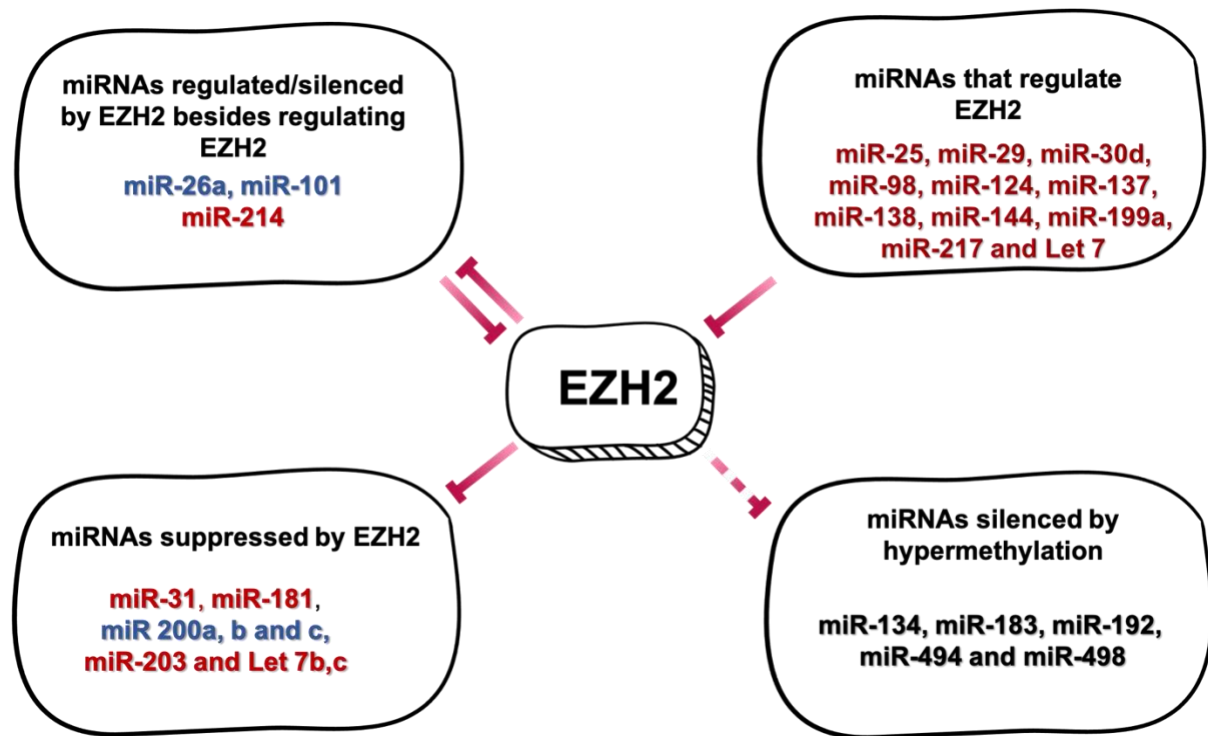 miRNAs regulated/silenced
by EZH2 besides regulating
EZH2
miR-26a, miR-101
miR-214
miRNAs that regulate
EZH2
miR-25, miR-29, miR-30d,
miR-98, miR-124, miR-137,
miR-138, miR-144, miR-199a,
miR-217 and Let 7
EZH2
miRNAs suppressed by EZH2
miR-31, miR-181,
miR 200a, b and c,
miR-203 and Let 7b,c
miRNAs silenced by
hypermethylation
miR-134, miR-183, miR-192,
miR-494 and miR-498